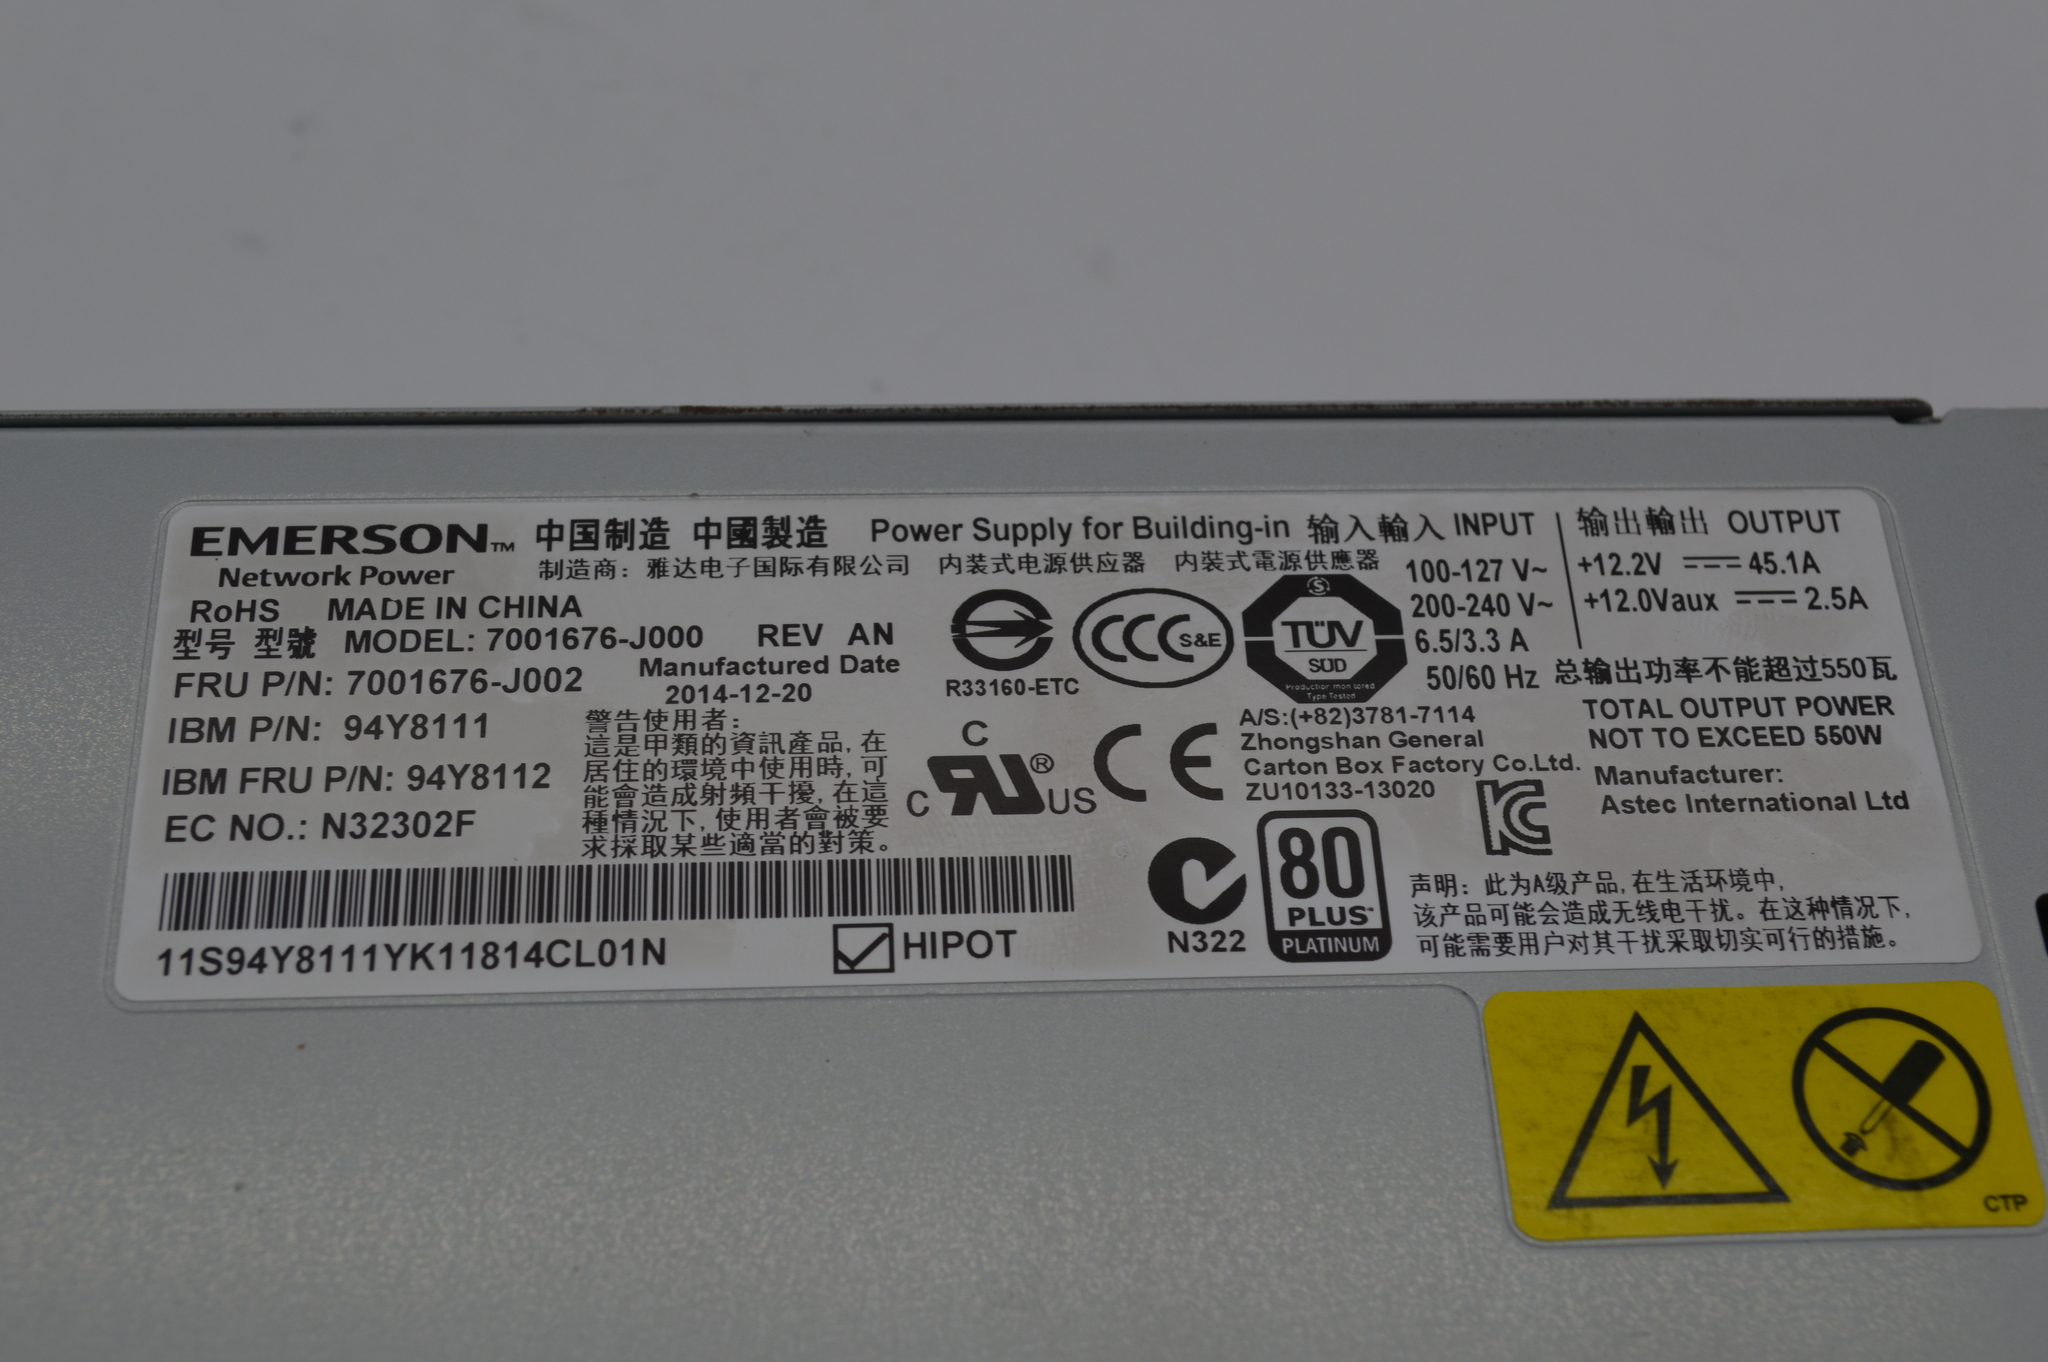 EMERSON™ 中国制造 中國製造 Power Supply for Building-in 输入輸入 INPUT 输出輸出 OUTPUT
Network Power 制造商：雅达电子国际有限公司 内装式电源供应器 内裝式電源供應器 100-127 V~ +12.2V 45.1A
RoHS MADE IN CHINA 200-240 V~ +12.0Vaux 2.5A
型号 型號 MODEL: 7001676-J000 REV AN S&E TÜV 6.5/3.3 A
FRU P/N: 7001676-J002 Manufactured Date SÜD 50/60 Hz 总输出功率不能超过550瓦
2014-12-20 R33160-ETC Production monitored
Type Tested
IBM P/N: 94Y8111 A/S:(+82)3781-7114 TOTAL OUTPUT POWER
Zhongshan General NOT TO EXCEED 550W
Carton Box Factory Co.Ltd. Manufacturer:
ZU10133-13020 Astec International Ltd
IBM FRU P/N: 94Y8112
EC NO.: N32302F
警告使用者：
這是甲類的資訊產品, 在
居住的環境中使用時, 可
能會造成射頻干擾, 在這
種情況下, 使用者會被要
求採取某些適當的對策。
C
C UR® US CE
KC
80
PLUS
PLATINUM
N322
声明：此为A级产品, 在生活环境中,
该产品可能会造成无线电干扰。在这种情况下,
可能需要用户对其干扰采取切实可行的措施。
11S94Y8111YK11814CL01N HIPOT
CTP